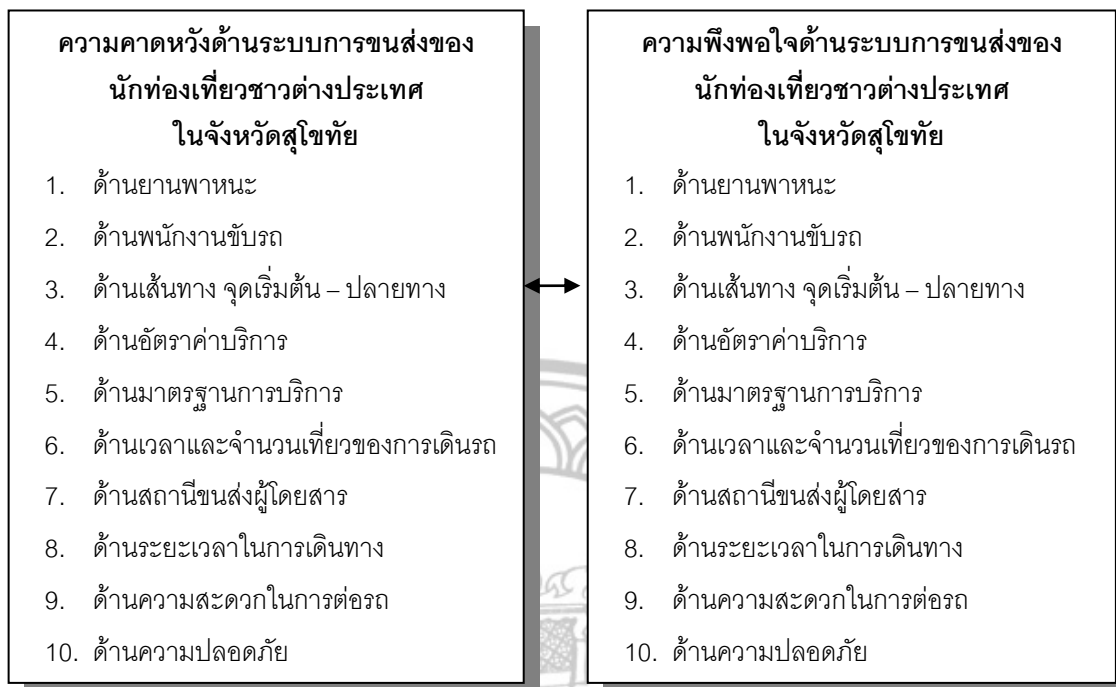 ความคาดหวังด้านระบบการขนส่งของ
นักท่องเที่ยวชาวต่างประเทศ
ในจังหวัดสุโขทัย
1. ด้านยานพาหนะ
2. ด้านพนักงานขับรถ
3. ด้านเส้นทาง จุดเริ่มต้น – ปลายทาง
4. ด้านอัตราค่าบริการ
5. ด้านมาตรฐานการบริการ
6. ด้านเวลาและจำนวนเที่ยวของการเดินรถ
7. ด้านสถานีขนส่งผู้โดยสาร
8. ด้านระยะเวลาในการเดินทาง
9. ด้านความสะดวกในการต่อรถ
10. ด้านความปลอดภัย
ความพึงพอใจด้านระบบการขนส่งของ
นักท่องเที่ยวชาวต่างประเทศ
ในจังหวัดสุโขทัย
1. ด้านยานพาหนะ
2. ด้านพนักงานขับรถ
3. ด้านเส้นทาง จุดเริ่มต้น – ปลายทาง
4. ด้านอัตราค่าบริการ
5. ด้านมาตรฐานการบริการ
6. ด้านเวลาและจำนวนเที่ยวของการเดินรถ
7. ด้านสถานีขนส่งผู้โดยสาร
8. ด้านระยะเวลาในการเดินทาง
9. ด้านความสะดวกในการต่อรถ
10. ด้านความปลอดภัย